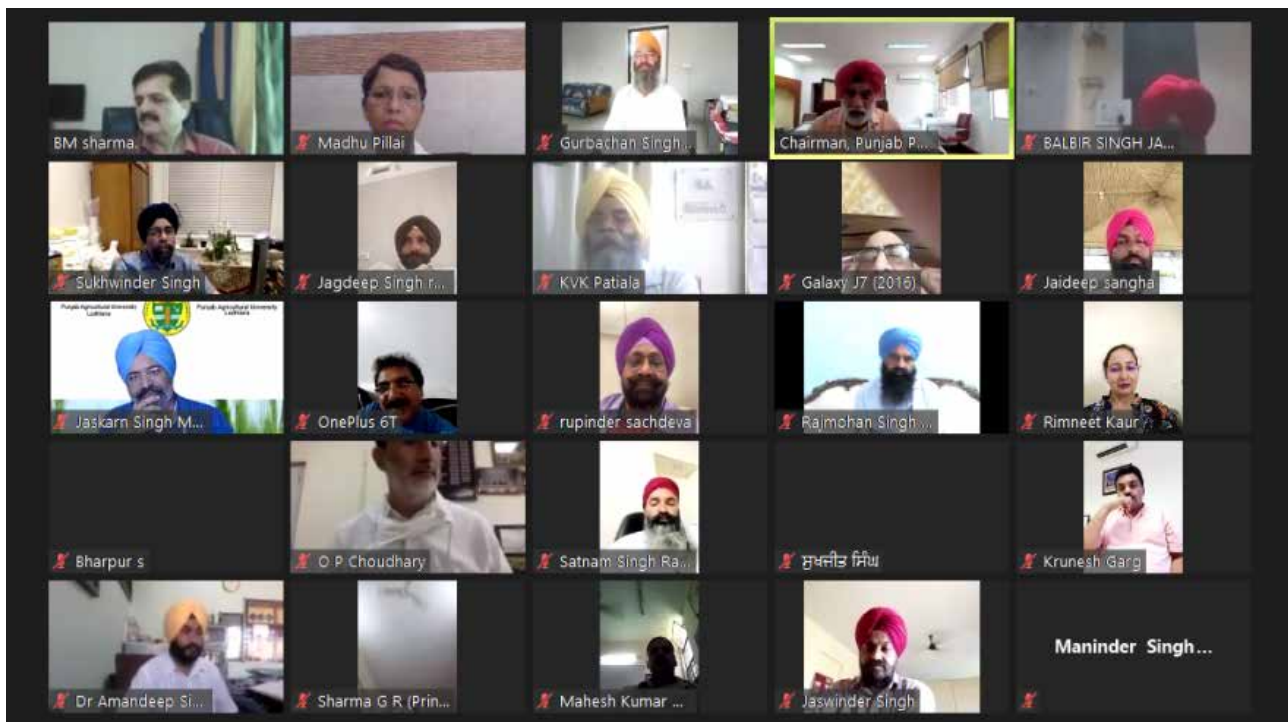 BM sharma
Madhu Pillai
Gurbachan Singh...
Chairman, Punjab P...
BALBIR SINGH JA...
Sukhwinder Singh
Jagdeep Singh r...
KVK Patiala
Galaxy J7 (2016)
Jaideep sangha
Punjab Agricultural University
Ludhiana
Punjab Agricultural University
Ludhiana
Jaskarn Singh M...
OnePlus 6T
rupinder sachdeva
Rajmohan Singh ...
Rimneet Kaur
Bharpur s
O P Choudhary
Satnam Singh Ra...
ਸੁਖਜੀਤ ਸਿੰਘ
Krunesh Garg
Dr Amandeep Si...
Sharma G R (Prin...
Mahesh Kumar ...
Jaswinder Singh
Maninder Singh...